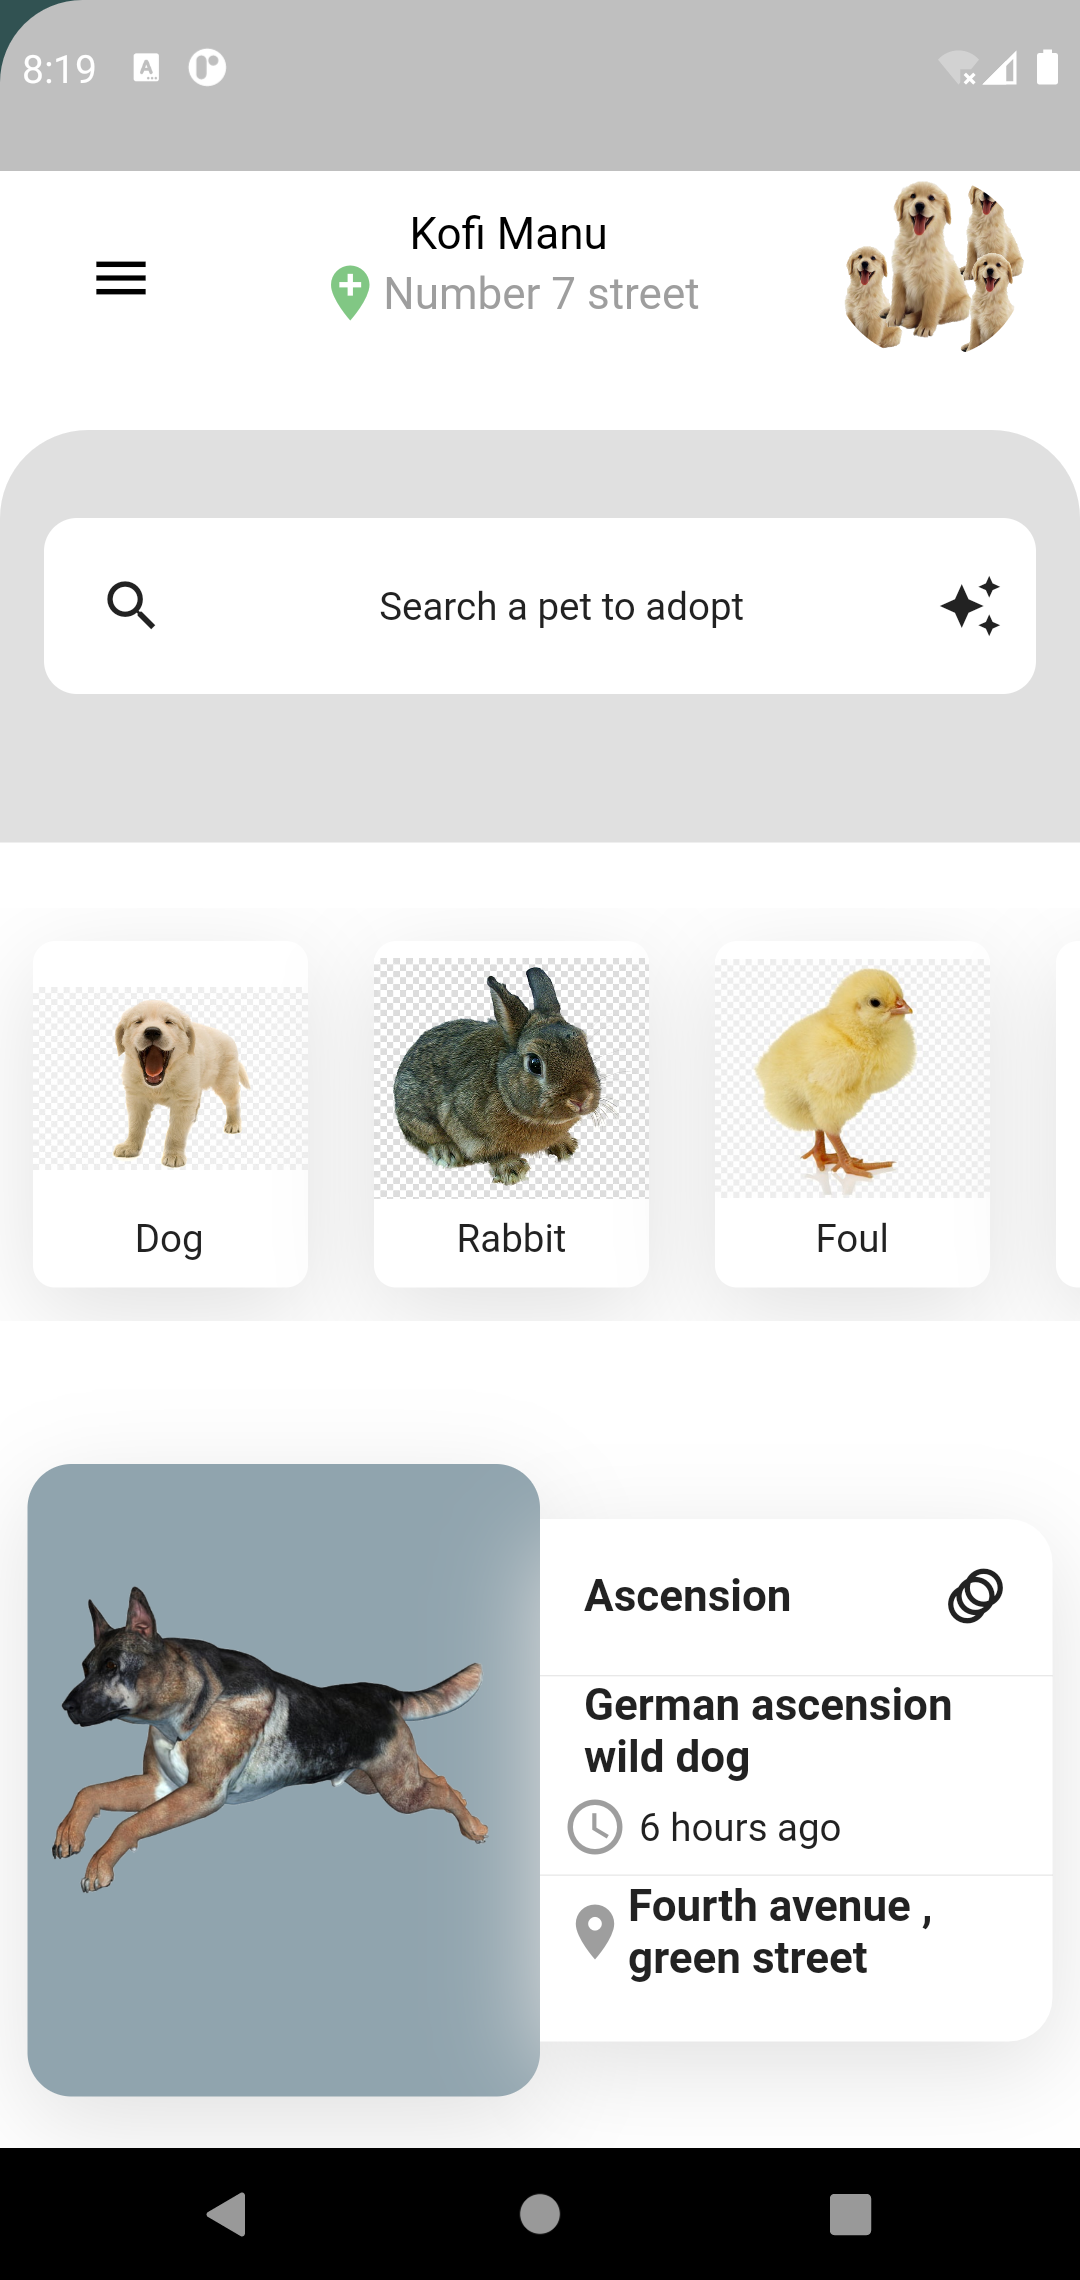 8:19
Kofi Manu
Number 7 street
Search a pet to adopt
Dog
Rabbit
Foul
Ascension
German ascension
wild dog
6 hours ago
Fourth avenue ,
green street